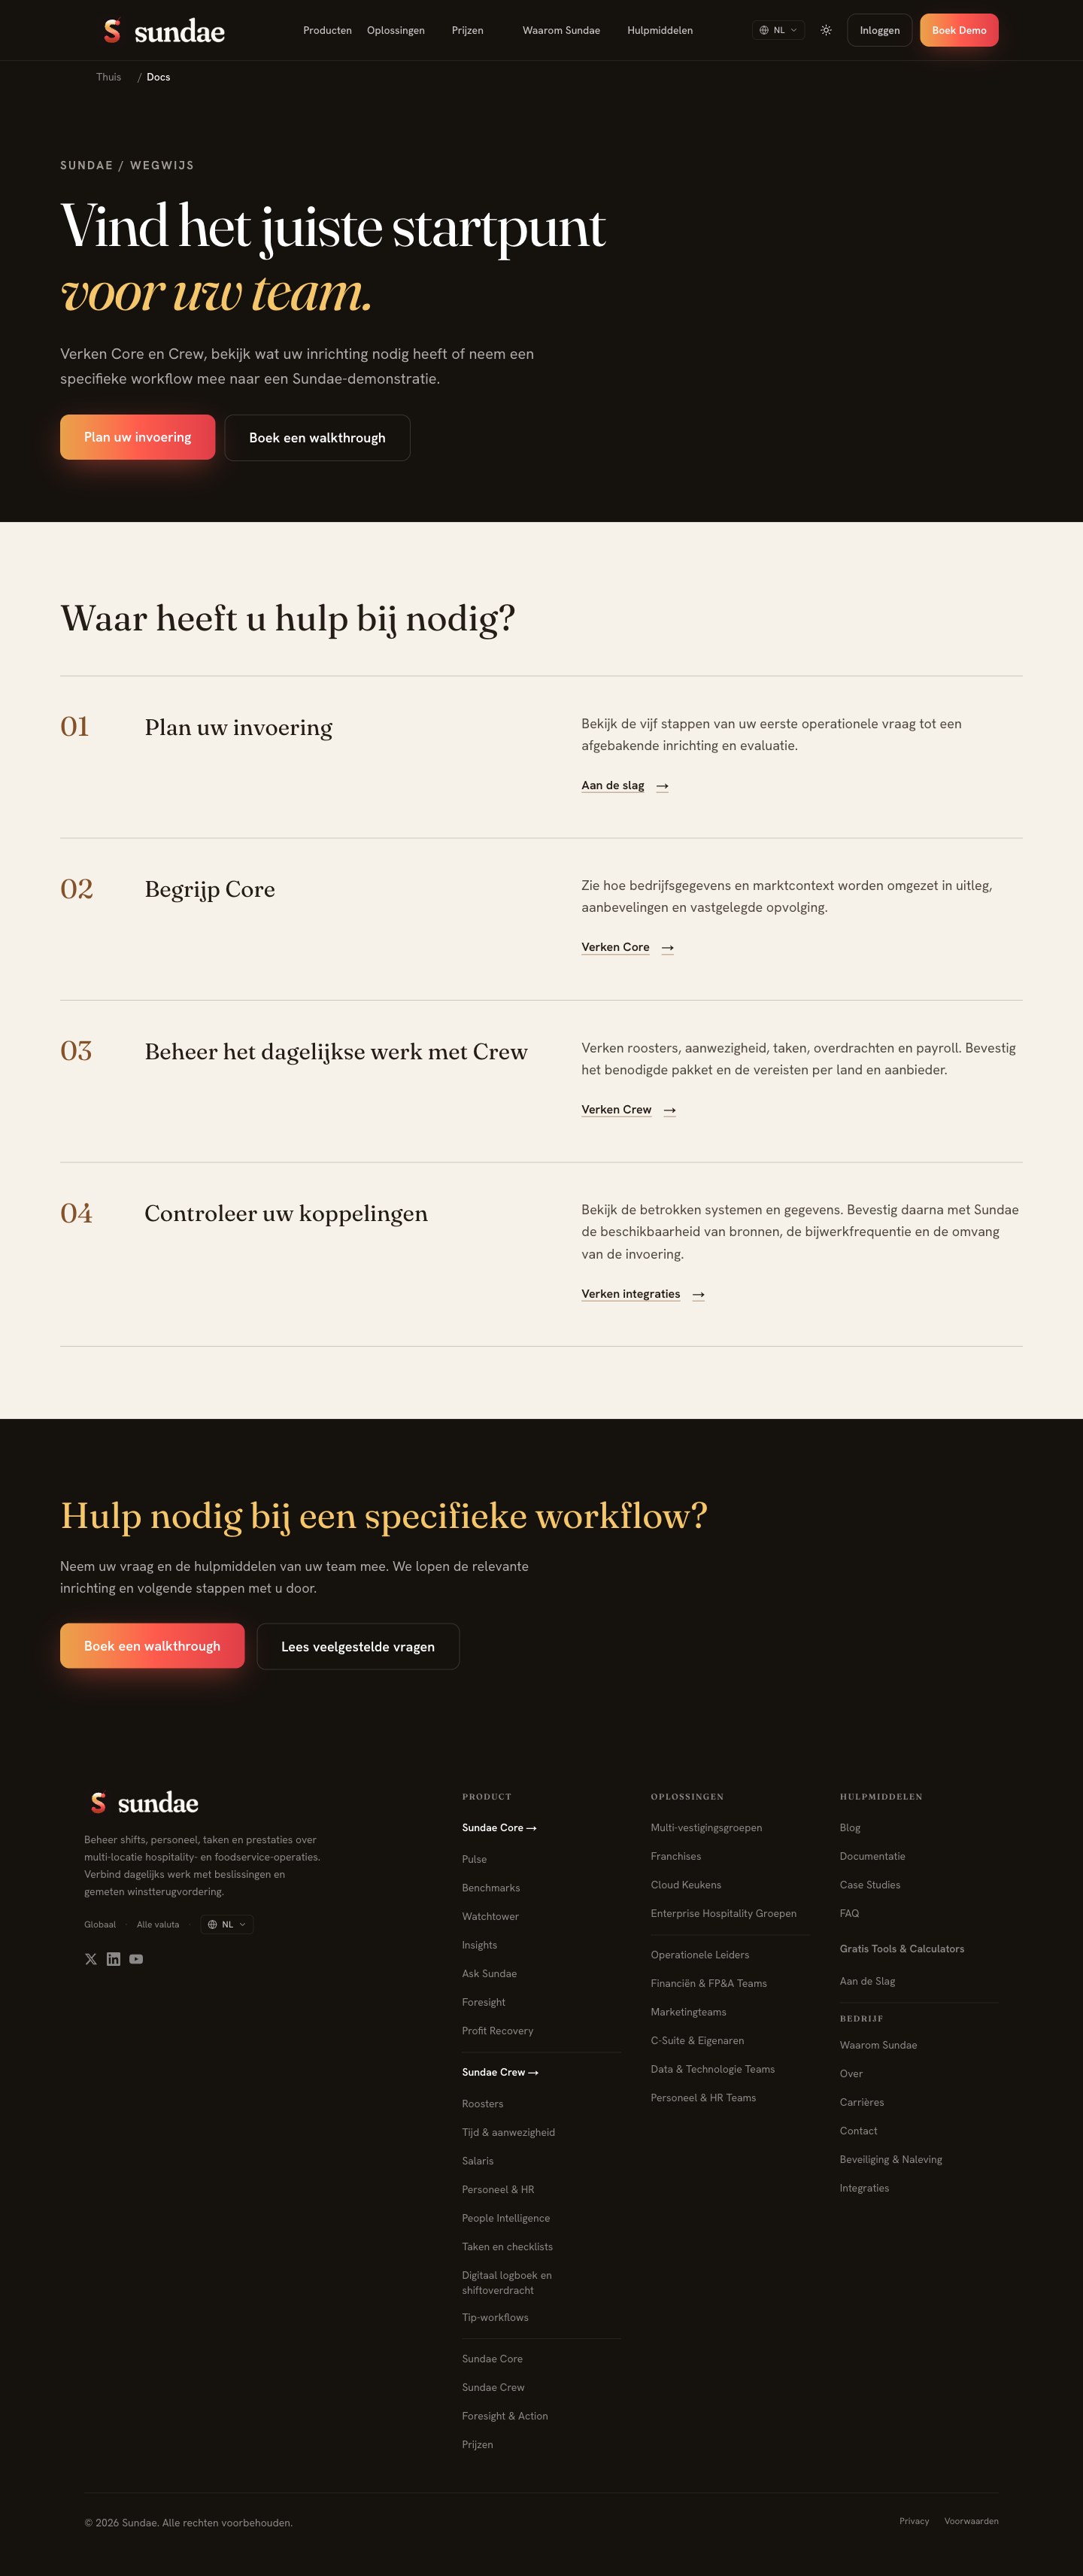 sundae
Producten
Oplossingen
Prijzen
Waarom Sundae
Hulpmiddelen
NL
Inloggen
Boek Demo
Thuis / Docs
SUNDAE / WEGWIJS
Vind het juiste startpunt
voor uw team.
Verken Core en Crew, bekijk wat uw inrichting nodig heeft of neem een
specifieke workflow mee naar een Sundae-demonstratie.
Plan uw invoering
Boek een walkthrough
Waar heeft u hulp bij nodig?
01
Plan uw invoering
Bekijk de vijf stappen van uw eerste operationele vraag tot een
afgebakende inrichting en evaluatie.
Aan de slag →
02
Begrijp Core
Zie hoe bedrijfsgegevens en marktcontext worden omgezet in uitleg,
aanbevelingen en vastgelegde opvolging.
Verken Core →
03
Beheer het dagelijkse werk met Crew
Verken roosters, aanwezigheid, taken, overdrachten en payroll. Bevestig
het benodigde pakket en de vereisten per land en aanbieder.
Verken Crew →
04
Controleer uw koppelingen
Bekijk de betrokken systemen en gegevens. Bevestig daarna met Sundae
de beschikbaarheid van bronnen, de bijwerkfrequentie en de omvang
van de invoering.
Verken integraties →
Hulp nodig bij een specifieke workflow?
Neem uw vraag en de hulpmiddelen van uw team mee. We lopen de relevante
inrichting en volgende stappen met u door.
Boek een walkthrough
Lees veelgestelde vragen
sundae
Beheer shifts, personeel, taken en prestaties over
multi-locatie hospitality- en foodservice-operaties.
Verbind dagelijks werk met beslissingen en
gemeten winstterugvordering.
Globaal · Alle valuta · NL
PRODUCT
Sundae Core →
Pulse
Benchmarks
Watchtower
Insights
Ask Sundae
Foresight
Profit Recovery
Sundae Crew →
Roosters
Tijd & aanwezigheid
Salaris
Personeel & HR
People Intelligence
Taken en checklists
Digitaal logboek en
shiftoverdracht
Tip-workflows
Sundae Core
Sundae Crew
Foresight & Action
Prijzen
OPLOSSINGEN
Multi-vestigingsgroepen
Franchises
Cloud Keukens
Enterprise Hospitality Groepen
Operationele Leiders
Financiën & FP&A Teams
Marketingteams
C-Suite & Eigenaren
Data & Technologie Teams
Personeel & HR Teams
HULPMIDDELEN
Blog
Documentatie
Case Studies
FAQ
Gratis Tools & Calculators
Aan de Slag
BEDRIJF
Waarom Sundae
Over
Carrières
Contact
Beveiliging & Naleving
Integraties
© 2026 Sundae. Alle rechten voorbehouden.
Privacy
Voorwaarden